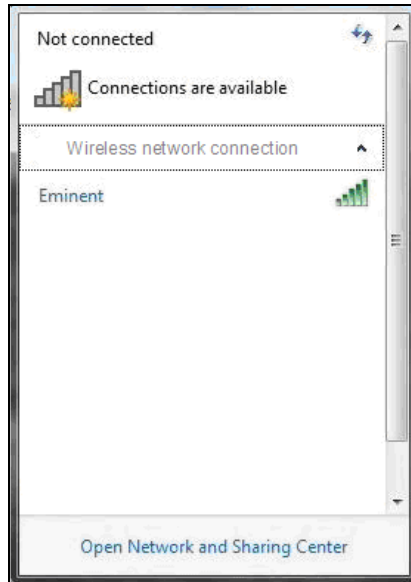 Not connected
Connections are available
Wireless network connection
Eminent
Open Network and Sharing Center